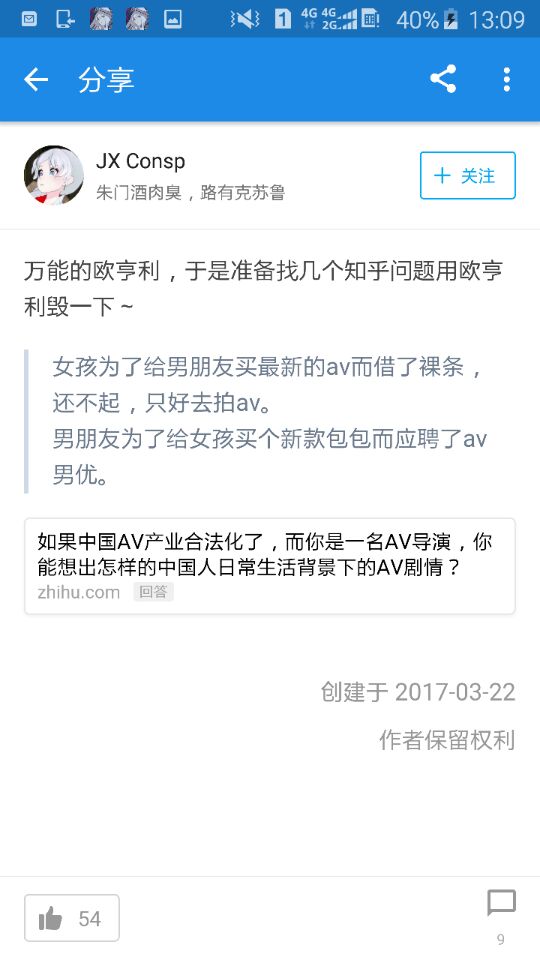 1 4G 4G 2G 40% 13:09
分享
JX Consp
朱门酒肉臭，路有克苏鲁
+ 关注
万能的欧亨利，于是准备找几个知乎问题用欧亨
利毁一下～
女孩为了给男朋友买最新的av而借了裸条，
还不起，只好去拍av。
男朋友为了给女孩买个新款包包而应聘了av
男优。
如果中国AV产业合法化了，而你是一名AV导演，你
能想出怎样的中国人日常生活背景下的AV剧情？
zhihu.com 回答
创建于 2017-03-22
作者保留权利
54
9